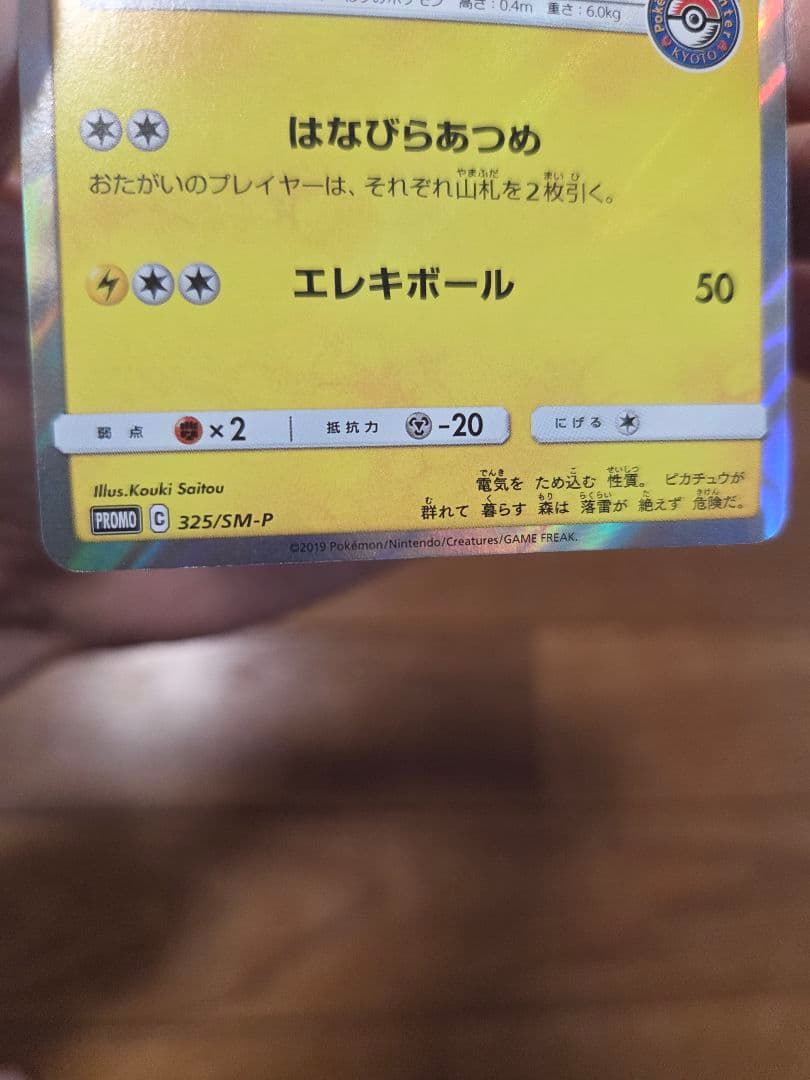 高さ：0.4m 重さ：6.0kg
KYOTO
はなびらあつめ
おたがいのプレイヤーは、それぞれ山札を2枚引く。
エレキボール 50
弱点 ×2 抵抗力 -20 にげる
Illus.Kouki Saitou
電気を ため込む 性質。 ピカチュウが
群れて 暮らす 森は 落雷が 絶えず 危険だ。
PROMO C 325/SM-P
©2019 Pokémon/Nintendo/Creatures/GAME FREAK.